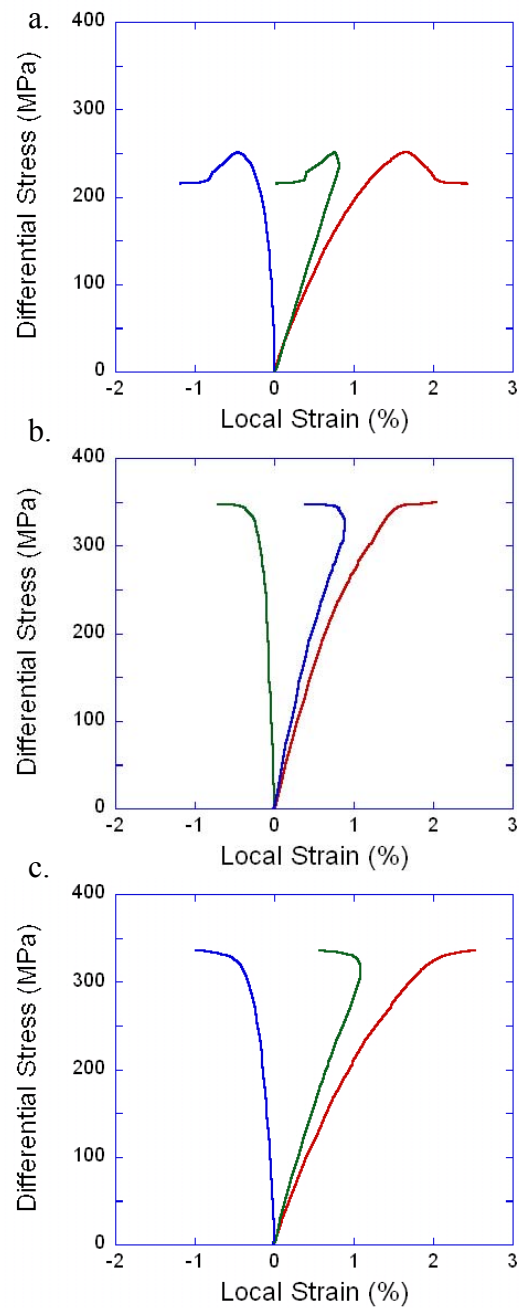 a.
400
300
200
100
0
Differential Stress (MPa)
-2 -1 0 1 2 3
Local Strain (%)
b.
400
300
200
100
0
Differential Stress (MPa)
-2 -1 0 1 2 3
Local Strain (%)
c.
400
300
200
100
0
Differential Stress (MPa)
-2 -1 0 1 2 3
Local Strain (%)